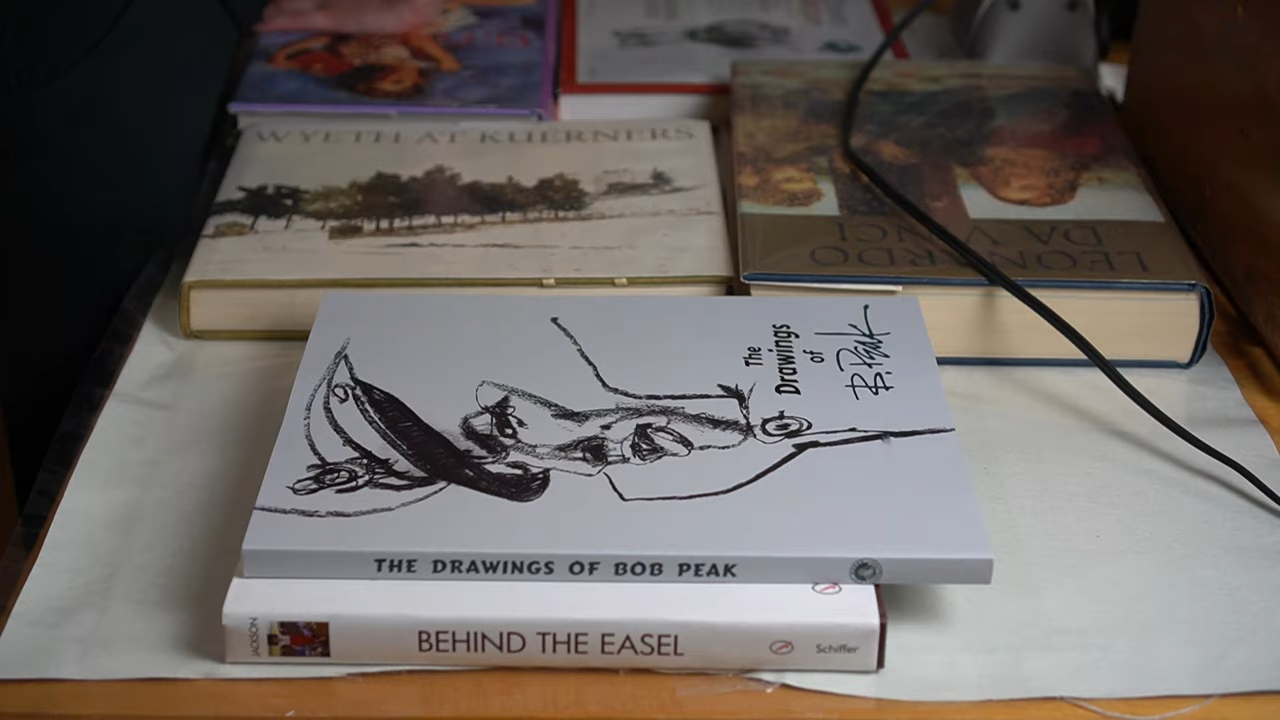 WYETH AT KUERNERS
LEONARDO
DA VINCI
The
Drawings
of
B. Peak
THE DRAWINGS OF BOB PEAK
JACKSON
BEHIND THE EASEL
Schiffer